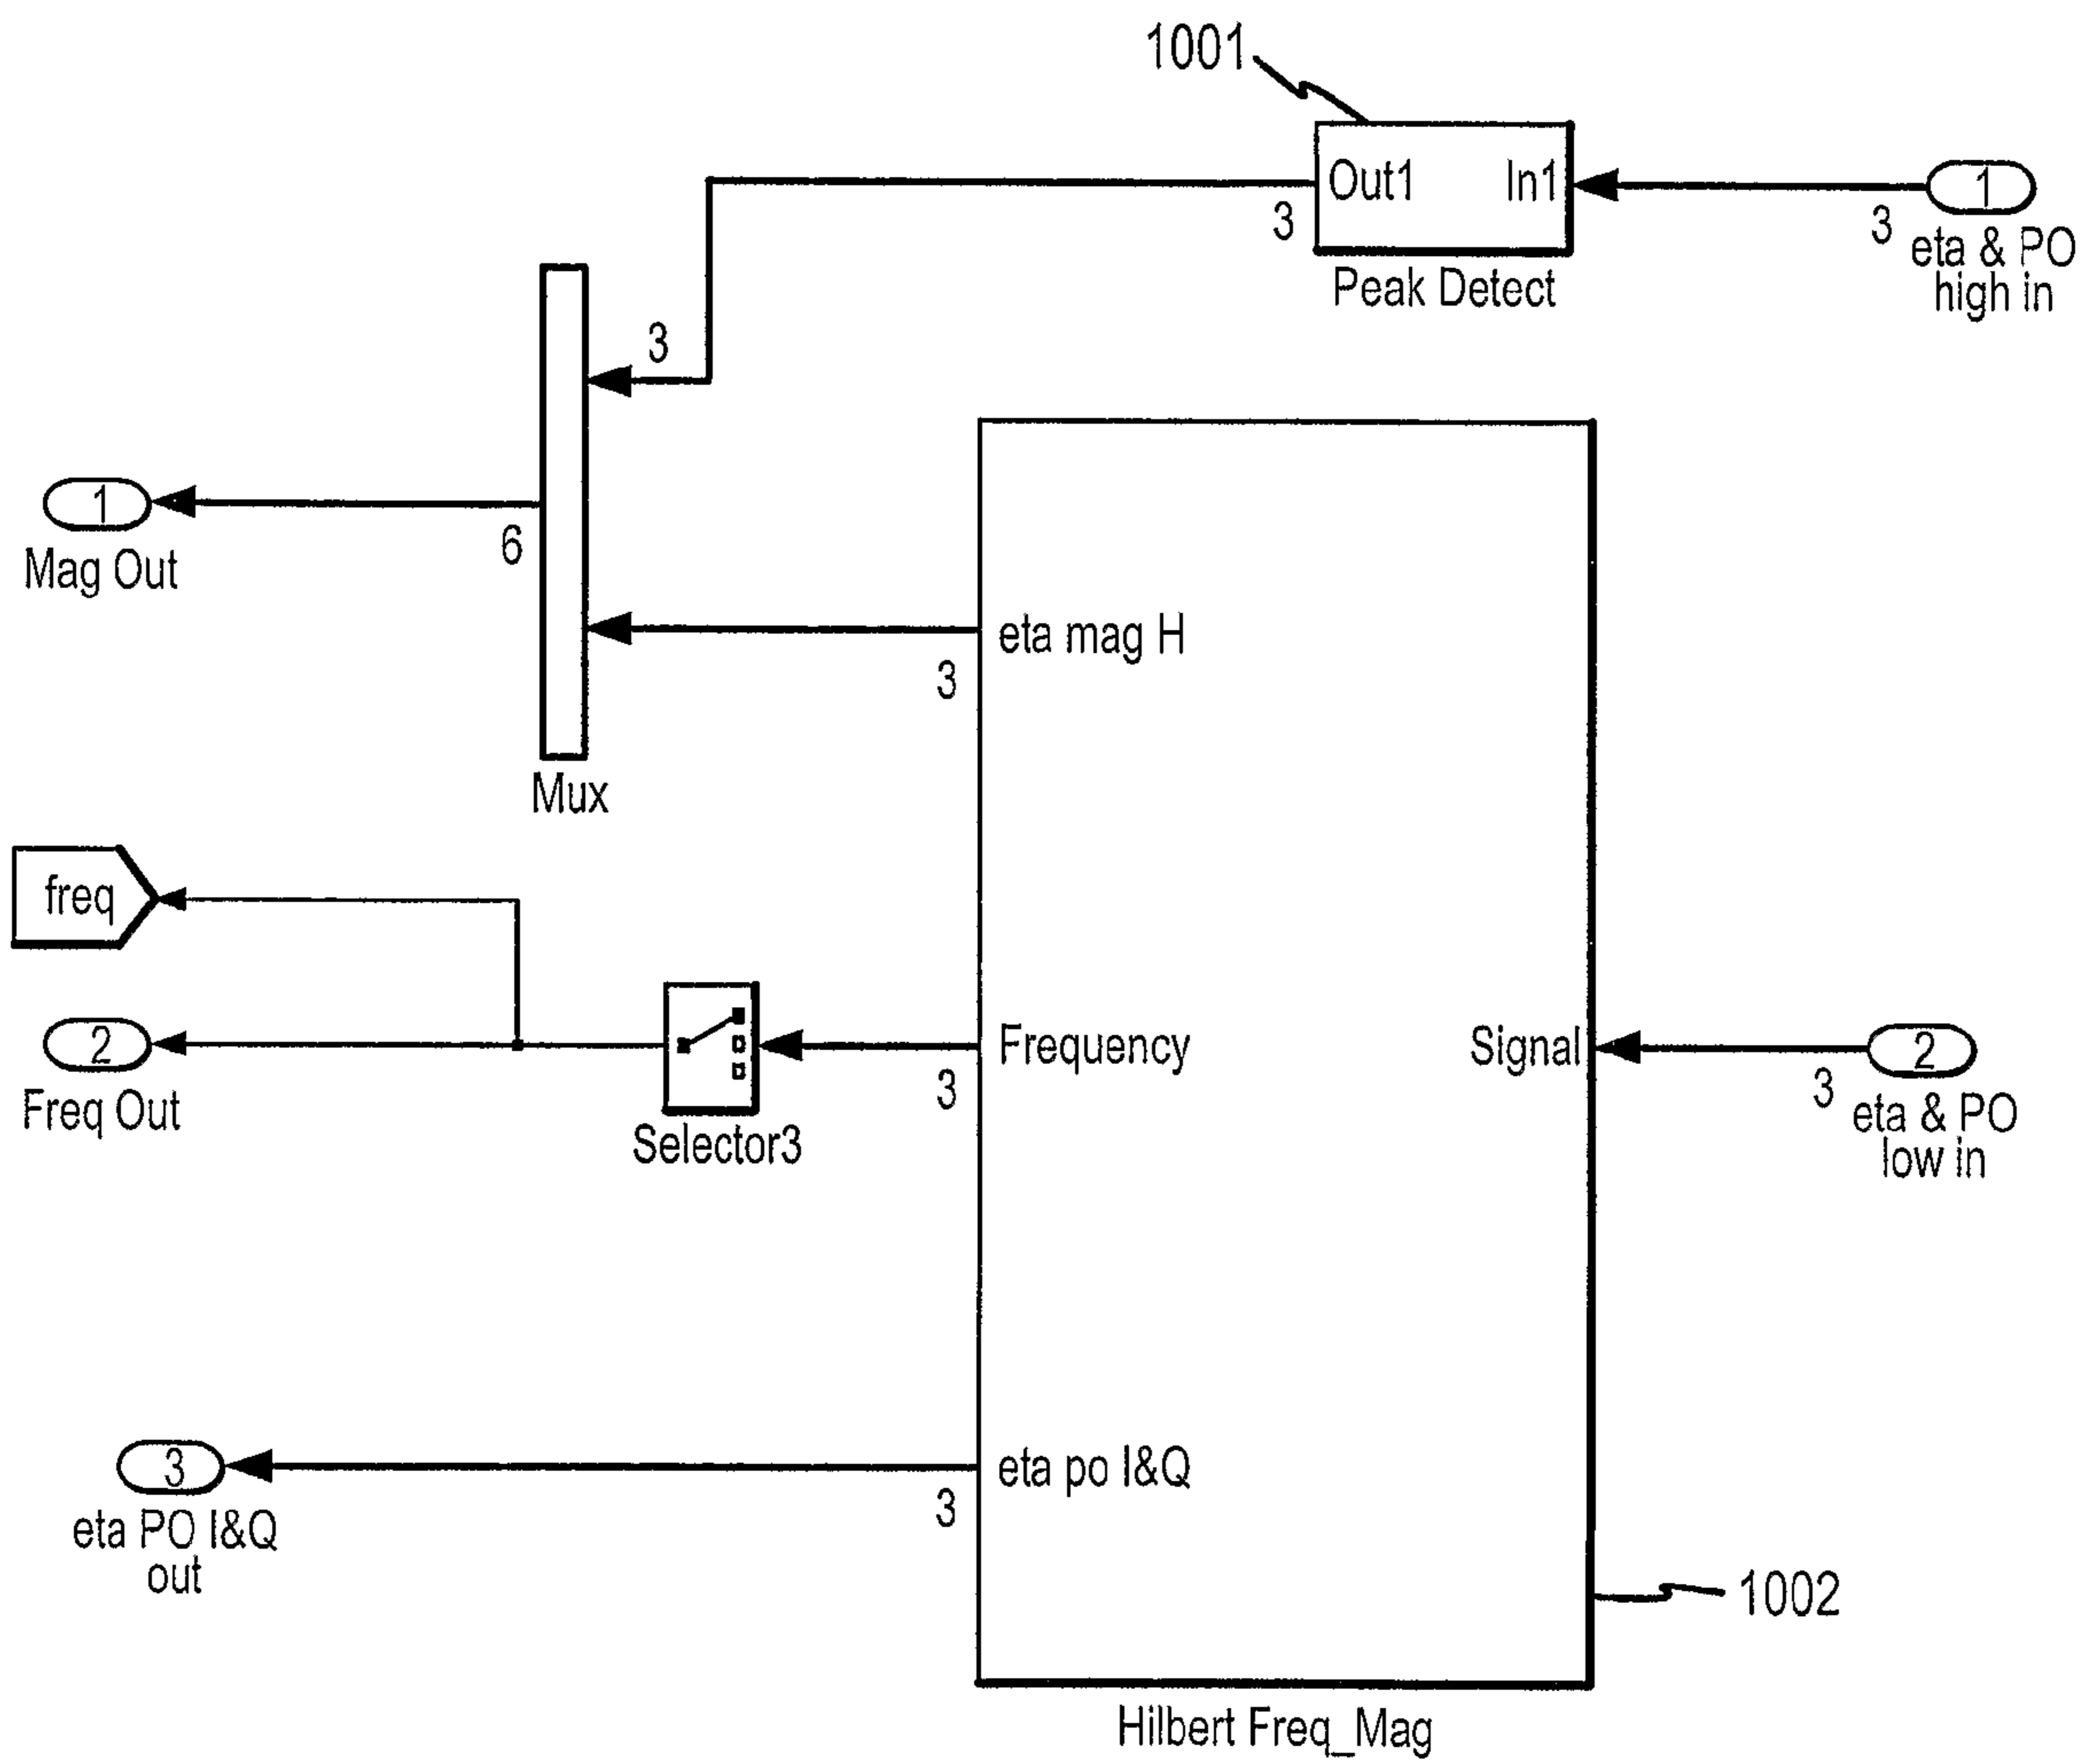 1001
Out1
In1
1
3
3
eta & PO
high in
Peak Detect
3
1
6
Mag Out
eta mag H
3
Mux
freq
2
Frequency
Signal
2
3
3
Freq Out
Selector3
eta & PO
low in
3
eta po I&Q
3
eta PO I&Q
out
1002
Hilbert Freq_Mag